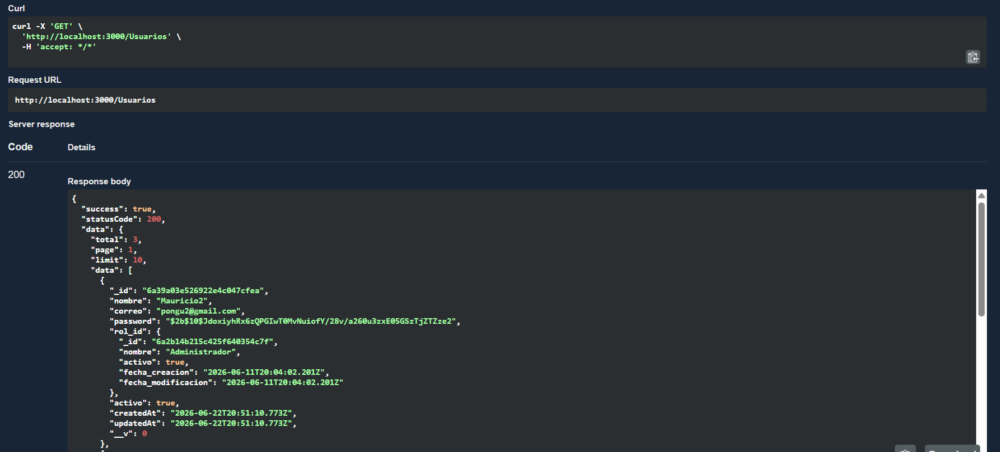 Curl
curl -X 'GET' \
  'http://localhost:3000/Usuarios' \
  -H 'accept: */*'
Request URL
http://localhost:3000/Usuarios
Server response
Code Details
200
Response body
{
  "success": true,
  "statusCode": 200,
  "data": {
    "total": 3,
    "page": 1,
    "limit": 10,
    "data": [
      {
        "_id": "6a39a03e526922e4c047cfea",
        "nombre": "Mauricio2",
        "correo": "pongu2@gmail.com",
        "password": "$2b$10$JdoxiyhRx6zQPGIwT0MvNuiofY/28v/a260u3zxE05GSzTjZTZze2",
        "rol_id": {
          "_id": "6a2b14b215c425f640354c7f",
          "nombre": "Administrador",
          "activo": true,
          "fecha_creacion": "2026-06-11T20:04:02.201Z",
          "fecha_modificacion": "2026-06-11T20:04:02.201Z"
        },
        "activo": true,
        "createdAt": "2026-06-22T20:51:10.773Z",
        "updatedAt": "2026-06-22T20:51:10.773Z",
        "__v": 0
      },